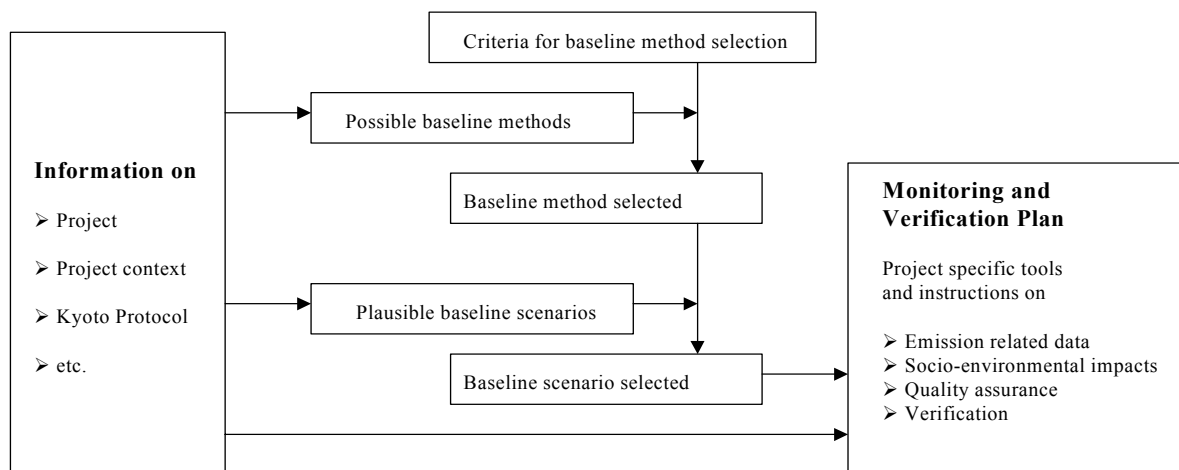 Criteria for baseline method selection
Possible baseline methods
Information on
➢ Project
➢ Project context
➢ Kyoto Protocol
➢ etc.
Baseline method selected
Plausible baseline scenarios
Baseline scenario selected
Monitoring and
Verification Plan
Project specific tools
and instructions on
➢ Emission related data
➢ Socio-environmental impacts
➢ Quality assurance
➢ Verification